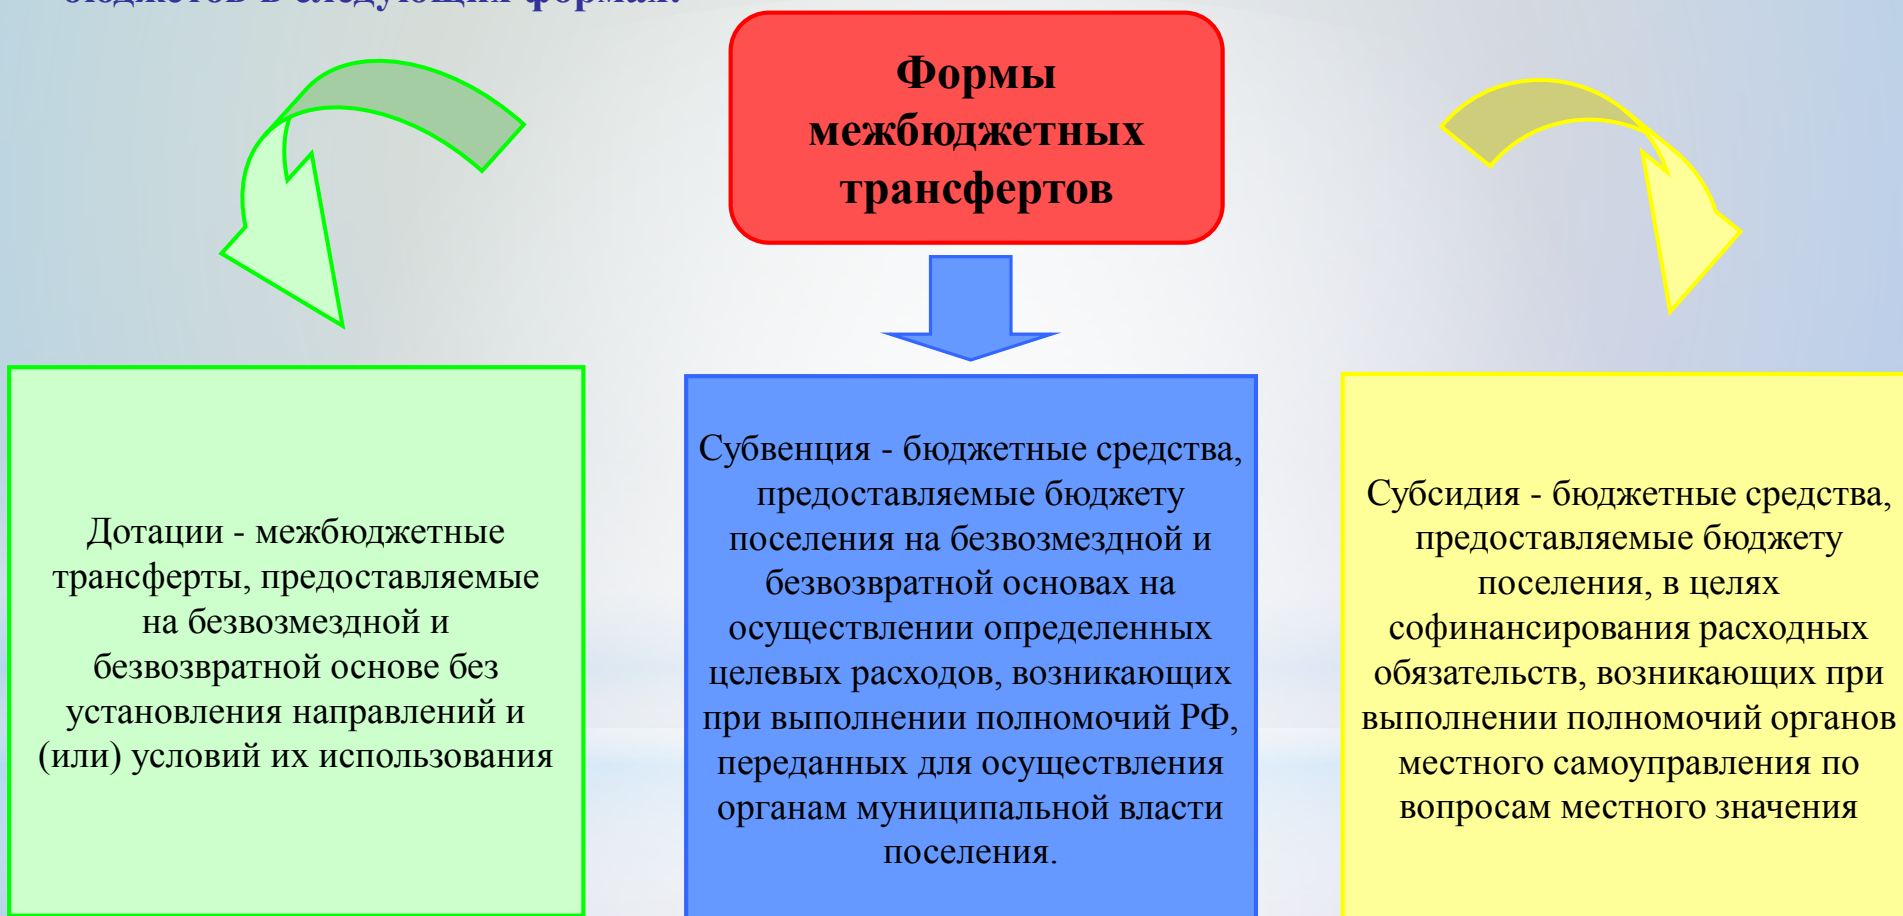 бюджетов в следующих формах:
Формы
межбюджетных
трансфертов
Дотации - межбюджетные
трансферты, предоставляемые
на безвозмездной и
безвозвратной основе без
установления направлений и
(или) условий их использования
Субвенция - бюджетные средства,
предоставляемые бюджету
поселения на безвозмездной и
безвозвратной основах на
осуществлении определенных
целевых расходов, возникающих
при выполнении полномочий РФ,
переданных для осуществления
органам муниципальной власти
поселения.
Субсидия - бюджетные средства,
предоставляемые бюджету
поселения, в целях
софинансирования расходных
обязательств, возникающих при
выполнении полномочий органов
местного самоуправления по
вопросам местного значения